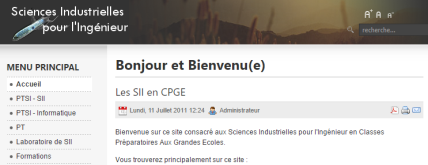 Sciences Industrielles
pour l'Ingénieur
A A A
recherche...
MENU PRINCIPAL
Accueil
PTSI - SII
PTSI - Informatique
PT
Laboratoire de SII
Formations
Bonjour et Bienvenu(e)
Les SII en CPGE
Lundi, 11 Juillet 2011 12:24 Administrateur
Bienvenue sur ce site consacré aux Sciences Industrielles pour l'Ingénieur en Classes
Préparatoires Aux Grandes Ecoles.
Vous trouverez principalement sur ce site :